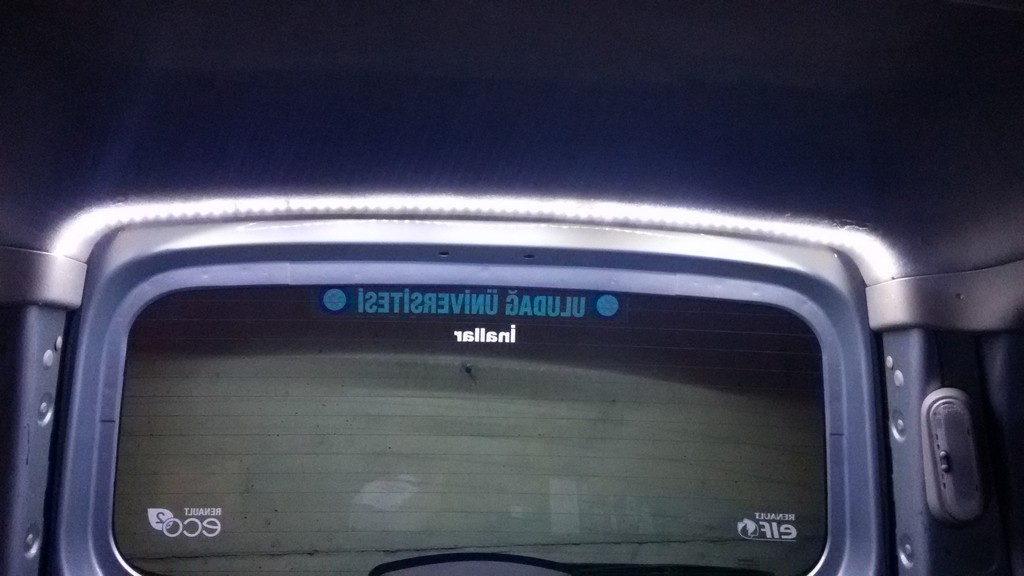 ULUDAĞ ÜNİVERSİTESİ
İnallar
RENAULT
eco2
RENAULT
elf